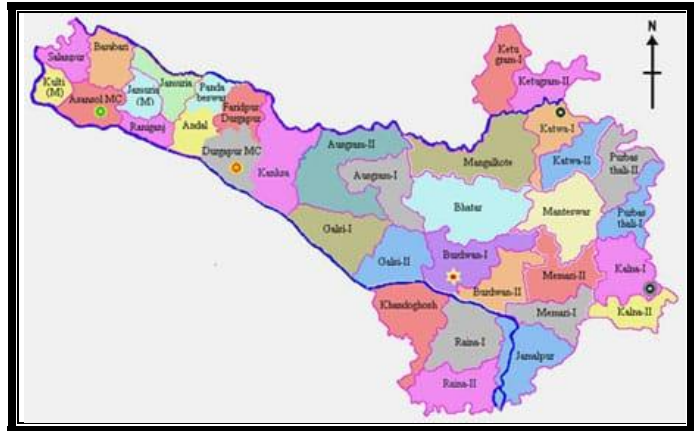 N
Ketu
gram-I
Ketugram-II
Salanpur
Barabari
Kulti
(M)
Asansol MC
Jamuria
(M)
Jamuria
Panda
beswar
Raniganj
Andal
Faridpur
Durgapur
Durgapur MC
Kanksa
Ausgram-II
Ausgram-I
Mangalkote
Katwa-I
Katwa-II
Purbas
thali-II
Purbas
thali-I
Bhatar
Manteswar
Galsi-I
Galsi-II
Burdwan-I
Burdwan-II
Memari-II
Memari-I
Kalna-I
Kalna-II
Khandoghosh
Raina-I
Raina-II
Jamalpur